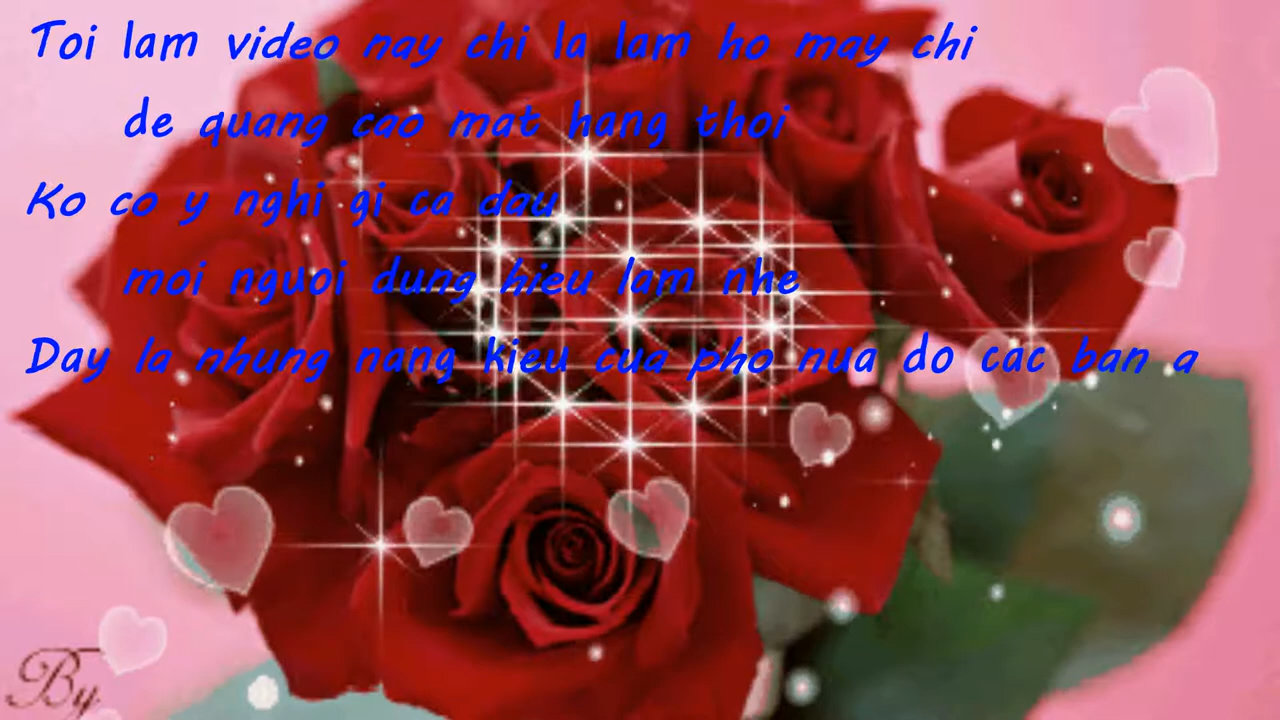 Toi lam video nay chi la lam ho may chi
de quang cao mat hang thoi
Ko co y nghi gi ca dau
moi nguoi dung hieu lam nhe
Day la nhung nang kieu cua pho nua do cac ban a
By